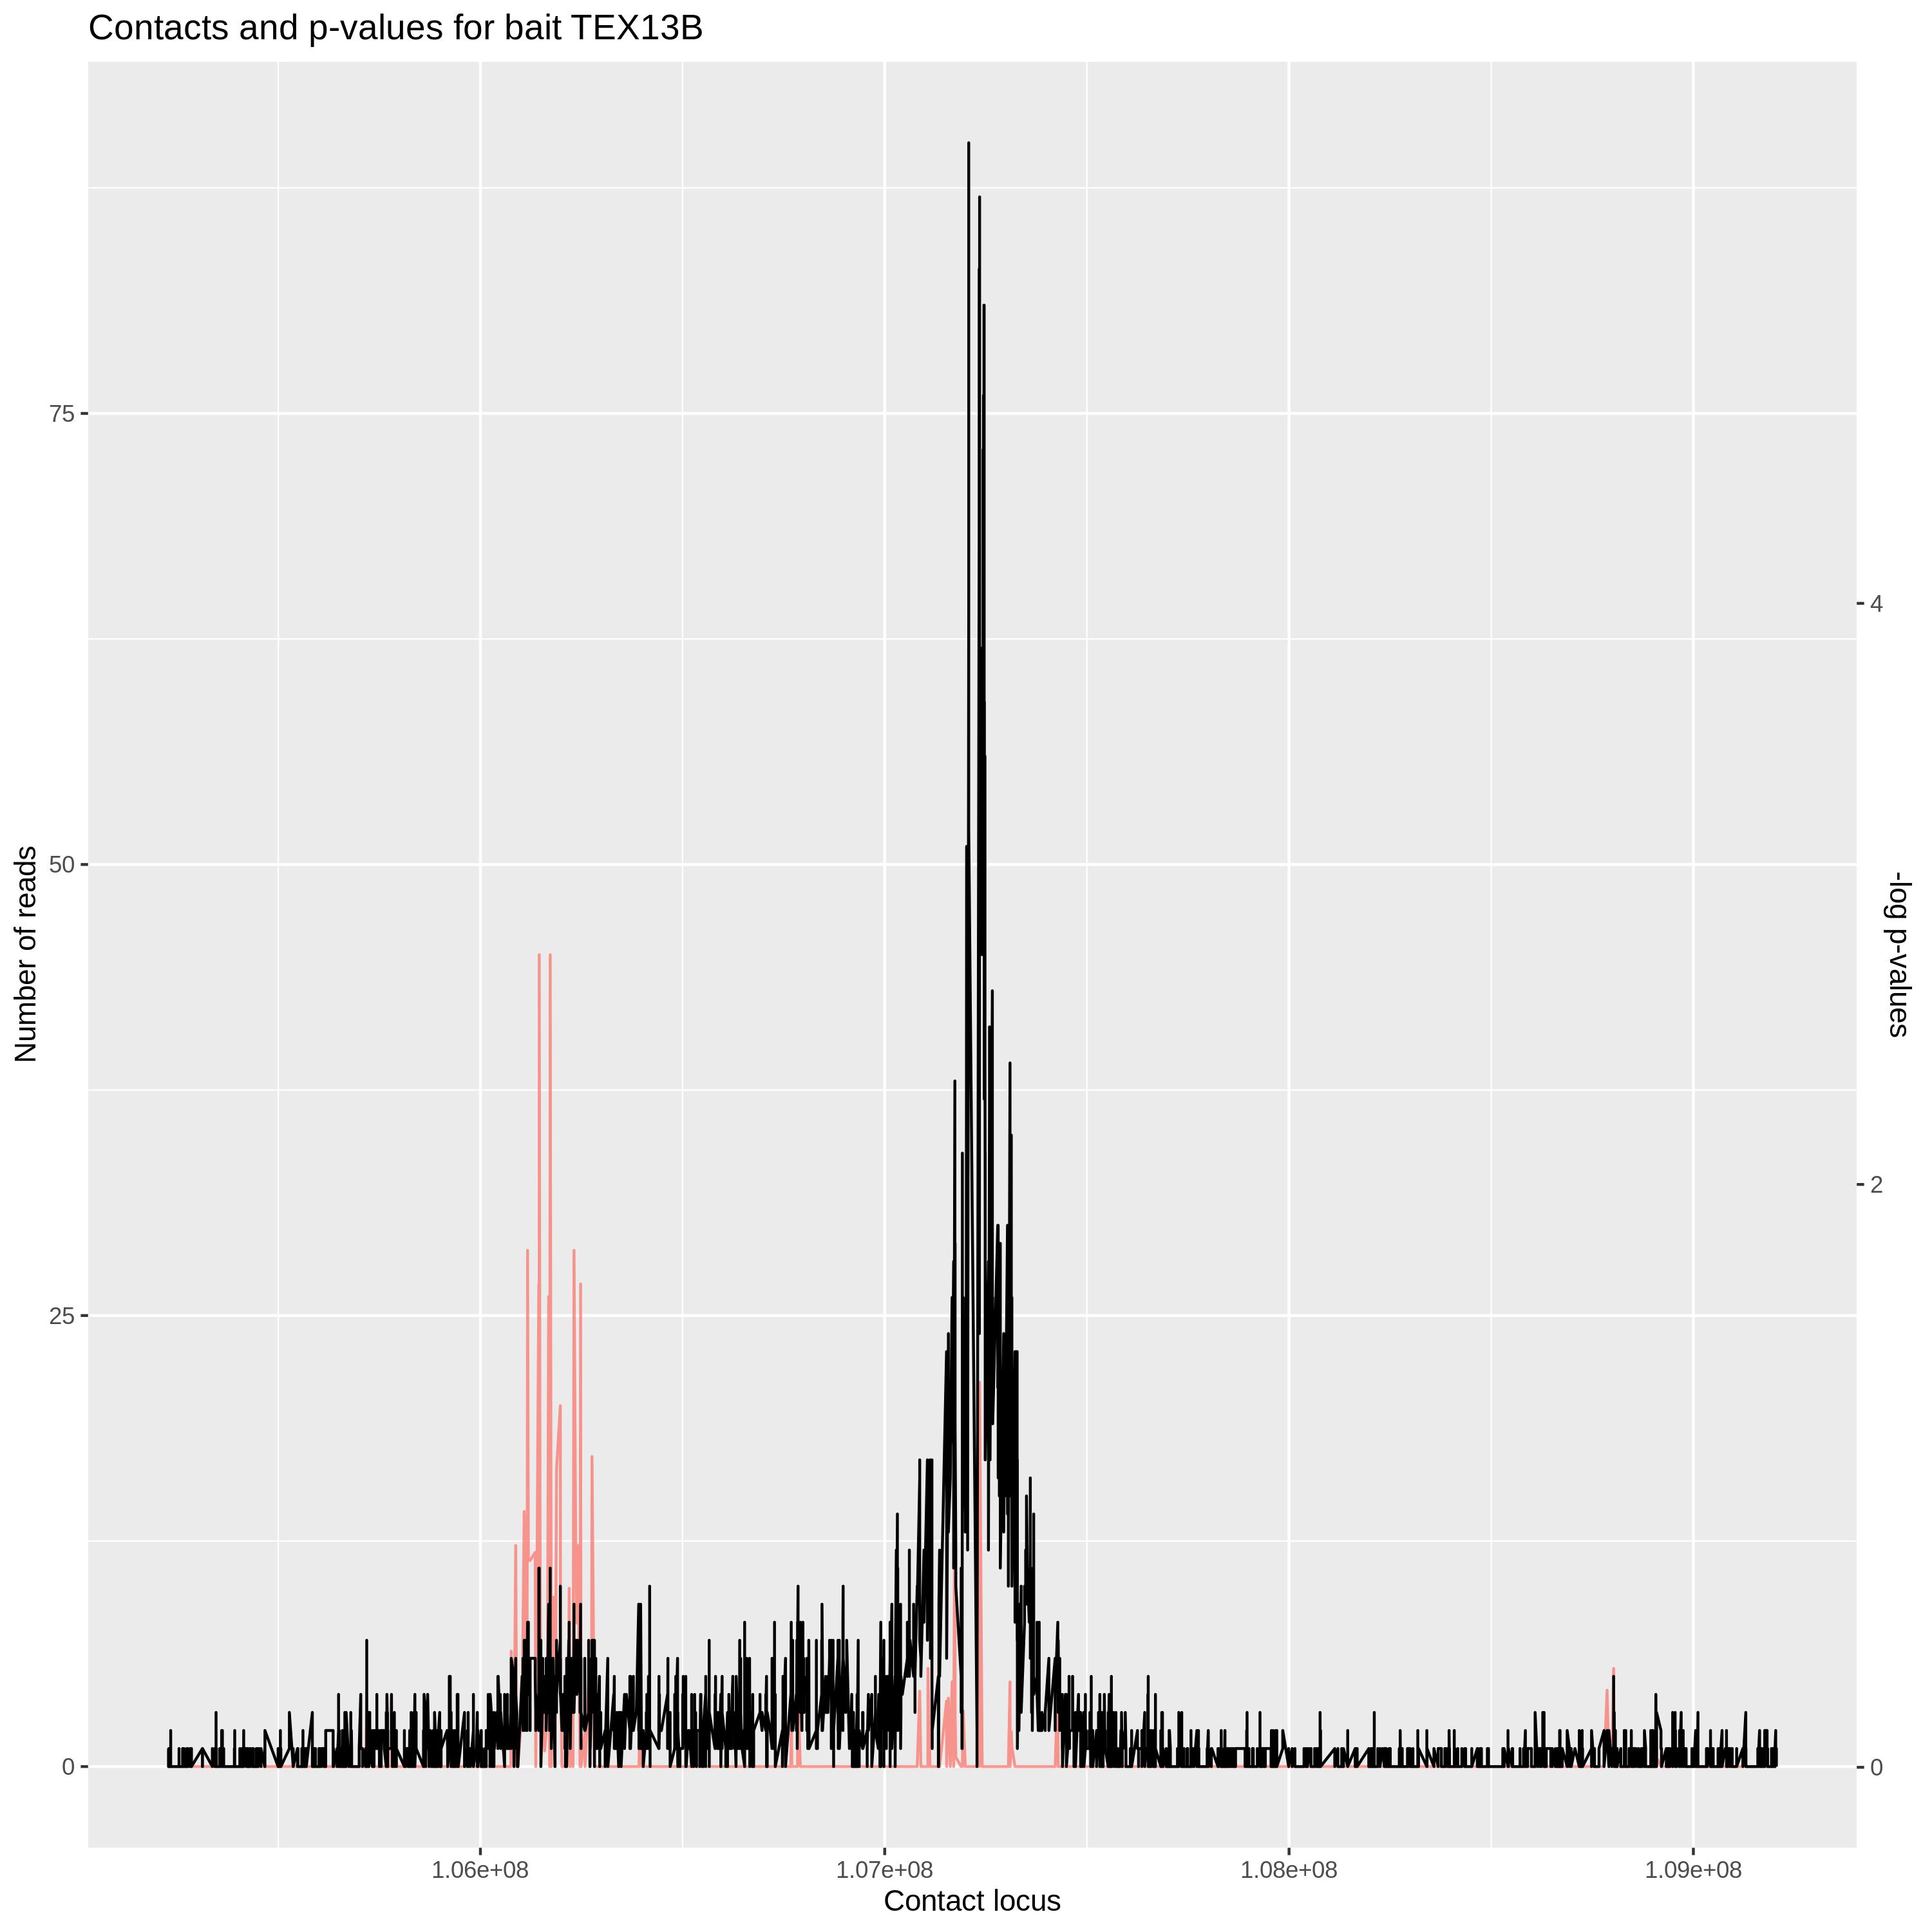 Contacts and p-values for bait TEX13B
75
50
25
0
Number of reads
4
2
0
-log p-values
1.06e+08
1.07e+08
1.08e+08
1.09e+08
Contact locus